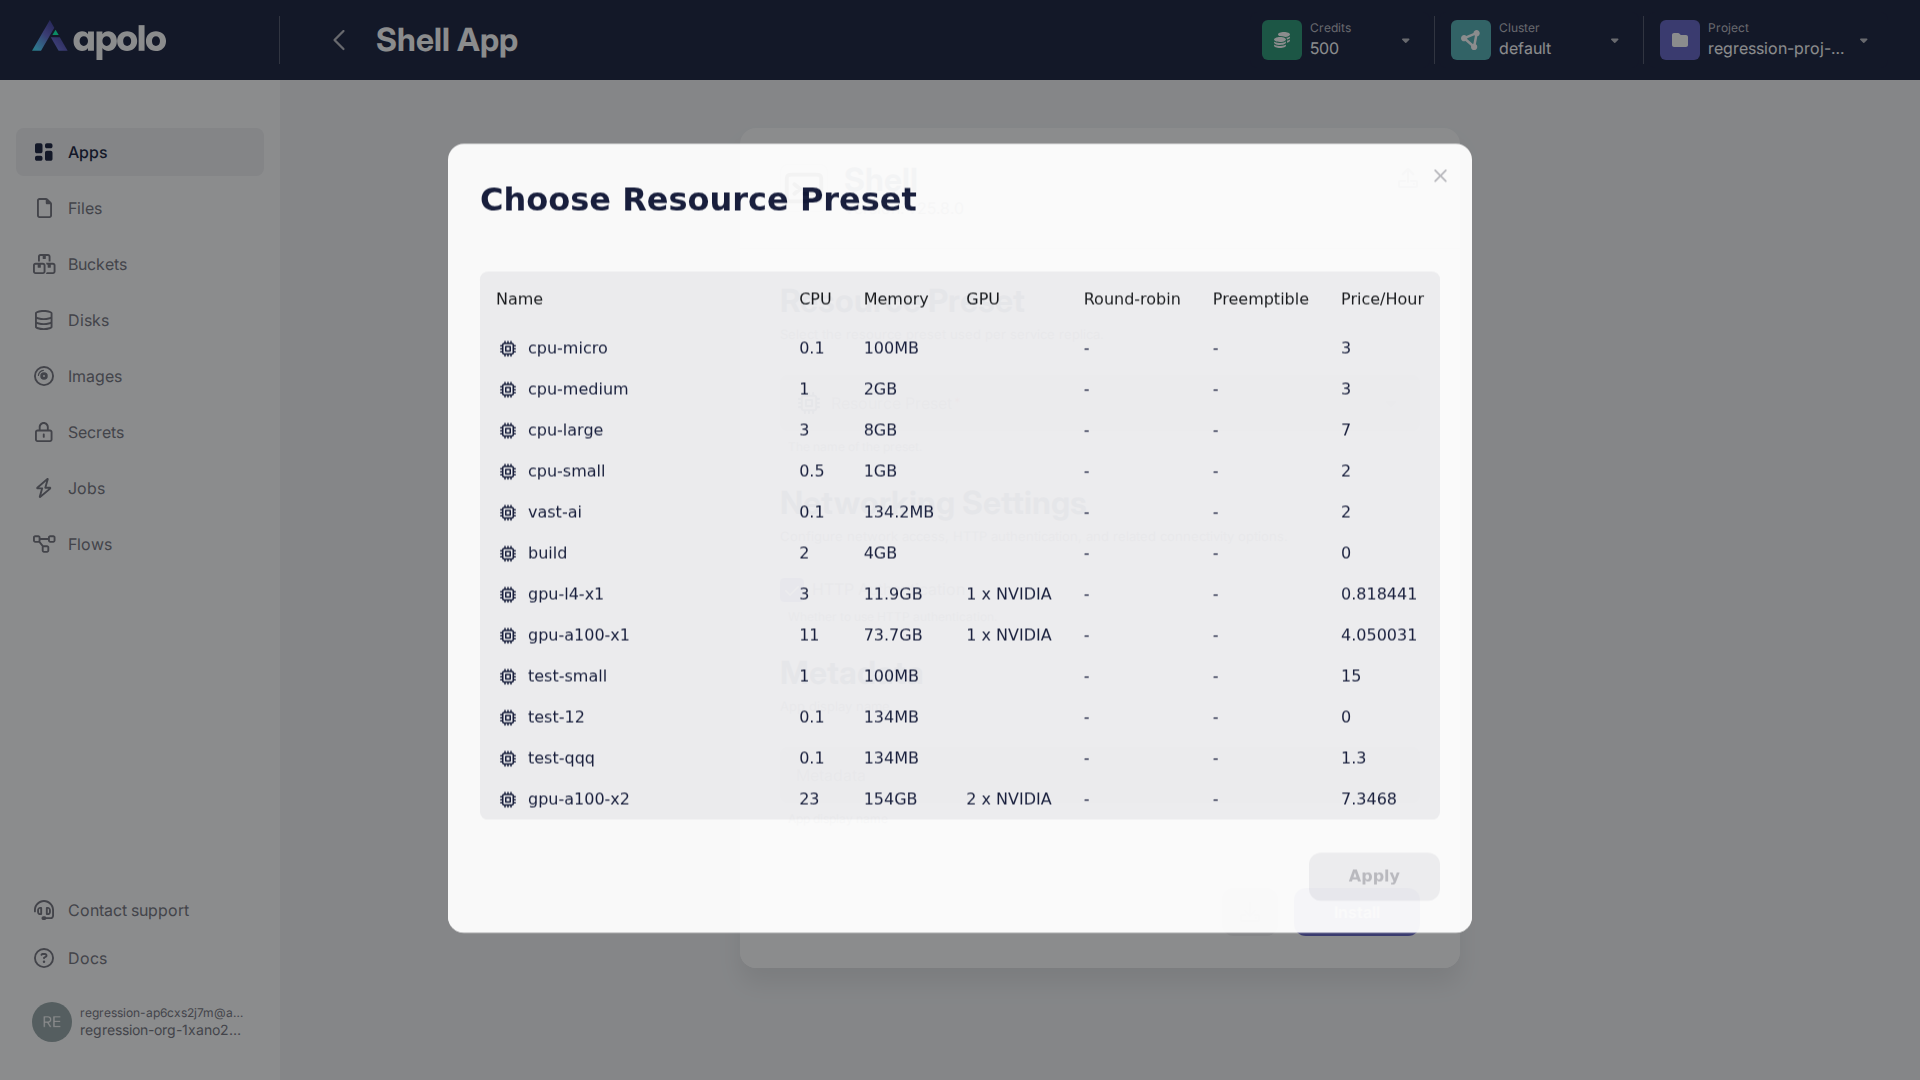 apolo
Shell App
Credits
500
Cluster
default
Project
regression-proj-...
Apps
Files
Buckets
Disks
Images
Secrets
Jobs
Flows
Contact support
Docs
RE
regression-ap6cxs2j7m@a...
regression-org-1xano2...
Shell
Choose Resource Preset
Resource Preset
Networking Settings
Name CPU Memory GPU Round-robin Preemptible Price/Hour
cpu-micro 0.1 100MB - - 3
cpu-medium 1 2GB - - 3
cpu-large 3 8GB - - 7
cpu-small 0.5 1GB - - 2
vast-ai 0.1 134.2MB - - 2
build 2 4GB - - 0
gpu-l4-x1 3 11.9GB 1 x NVIDIA - - 0.818441
gpu-a100-x1 11 73.7GB 1 x NVIDIA - - 4.050031
test-small 1 100MB - - 15
test-12 0.1 134MB - - 0
test-qqq 0.1 134MB - - 1.3
gpu-a100-x2 23 154GB 2 x NVIDIA - - 7.3468
Apply
Install